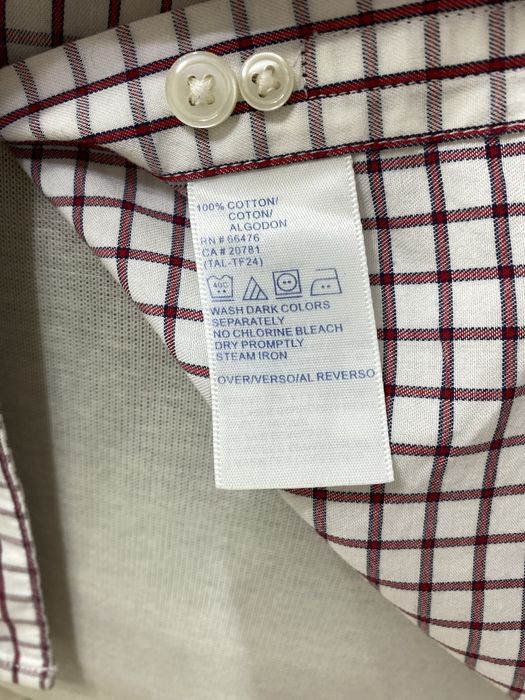 100% COTTON/
COTON/
ALGODON
RN # 66476
CA # 20781
(TAL-TF24)
40C
WASH DARK COLORS
SEPARATELY
NO CHLORINE BLEACH
DRY PROMPTLY
STEAM IRON
OVER/VERSO/AL REVERSO